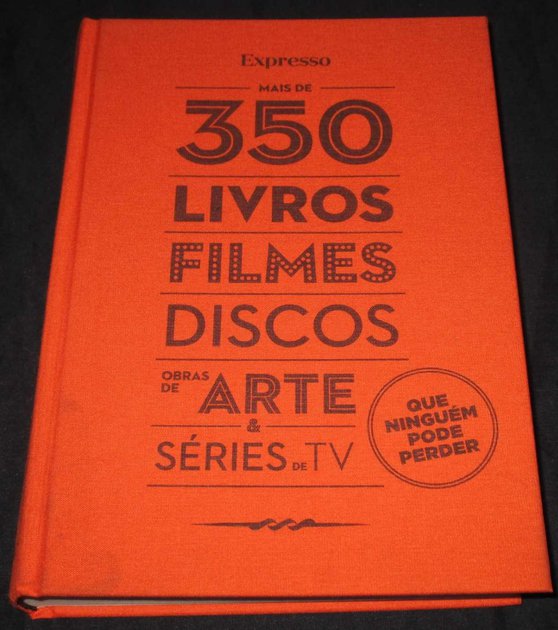 Expresso
MAIS DE
350
LIVROS
FILMES
DISCOS
OBRAS
DE ARTE
&
SÉRIES DE TV
QUE
NINGUÉM
PODE
PERDER